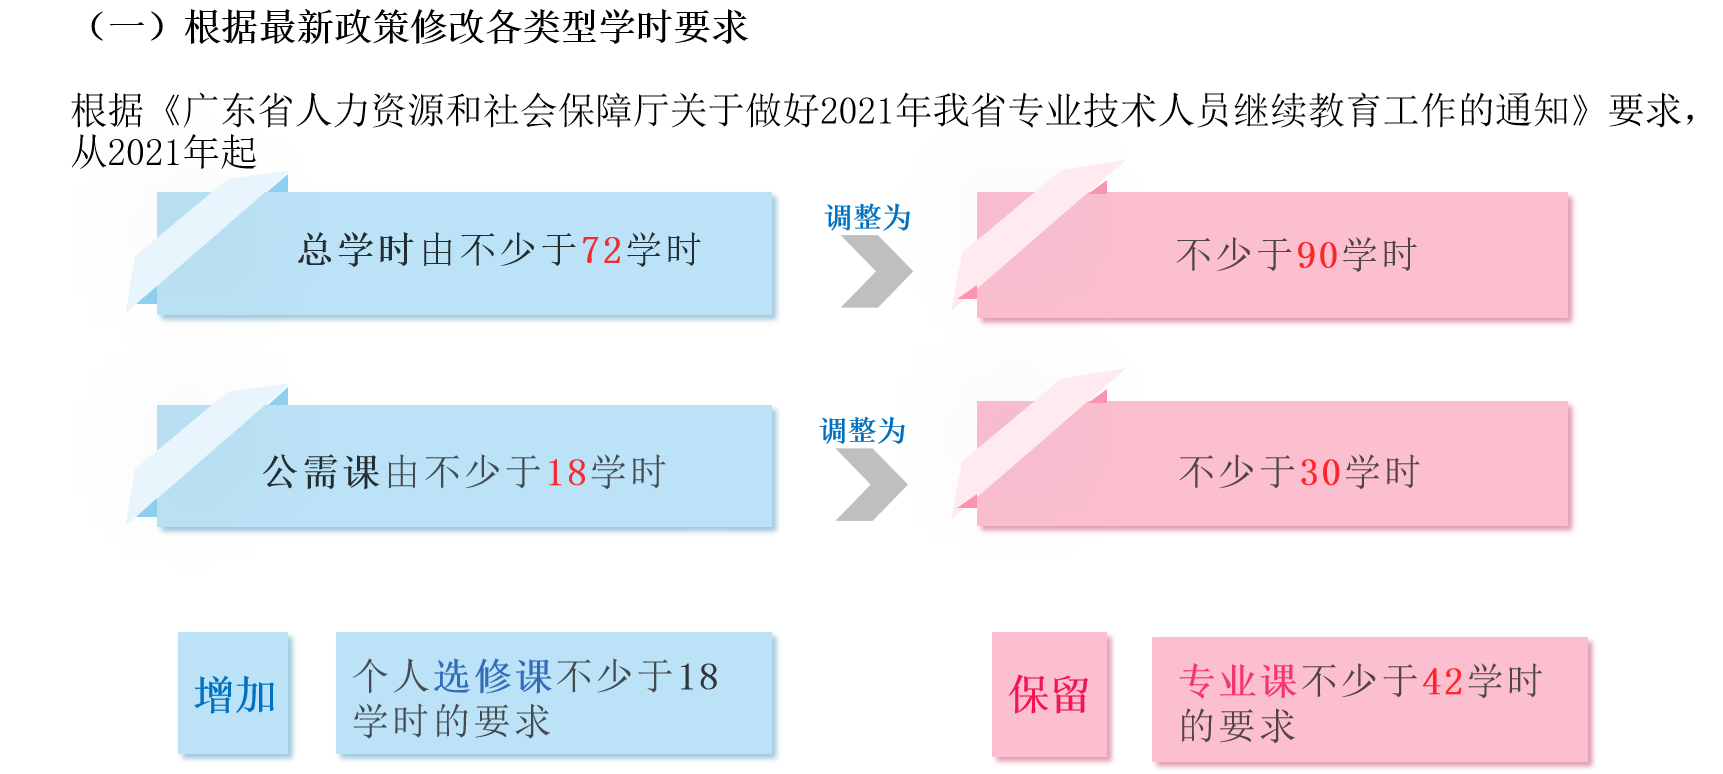 （一）根据最新政策修改各类型学时要求
根据《广东省人力资源和社会保障厅关于做好2021年我省专业技术人员继续教育工作的通知》要求，
从2021年起
总学时由不少于72学时
调整为
不少于90学时
公需课由不少于18学时
调整为
不少于30学时
增加
个人选修课不少于18
学时的要求
保留
专业课不少于42学时
的要求